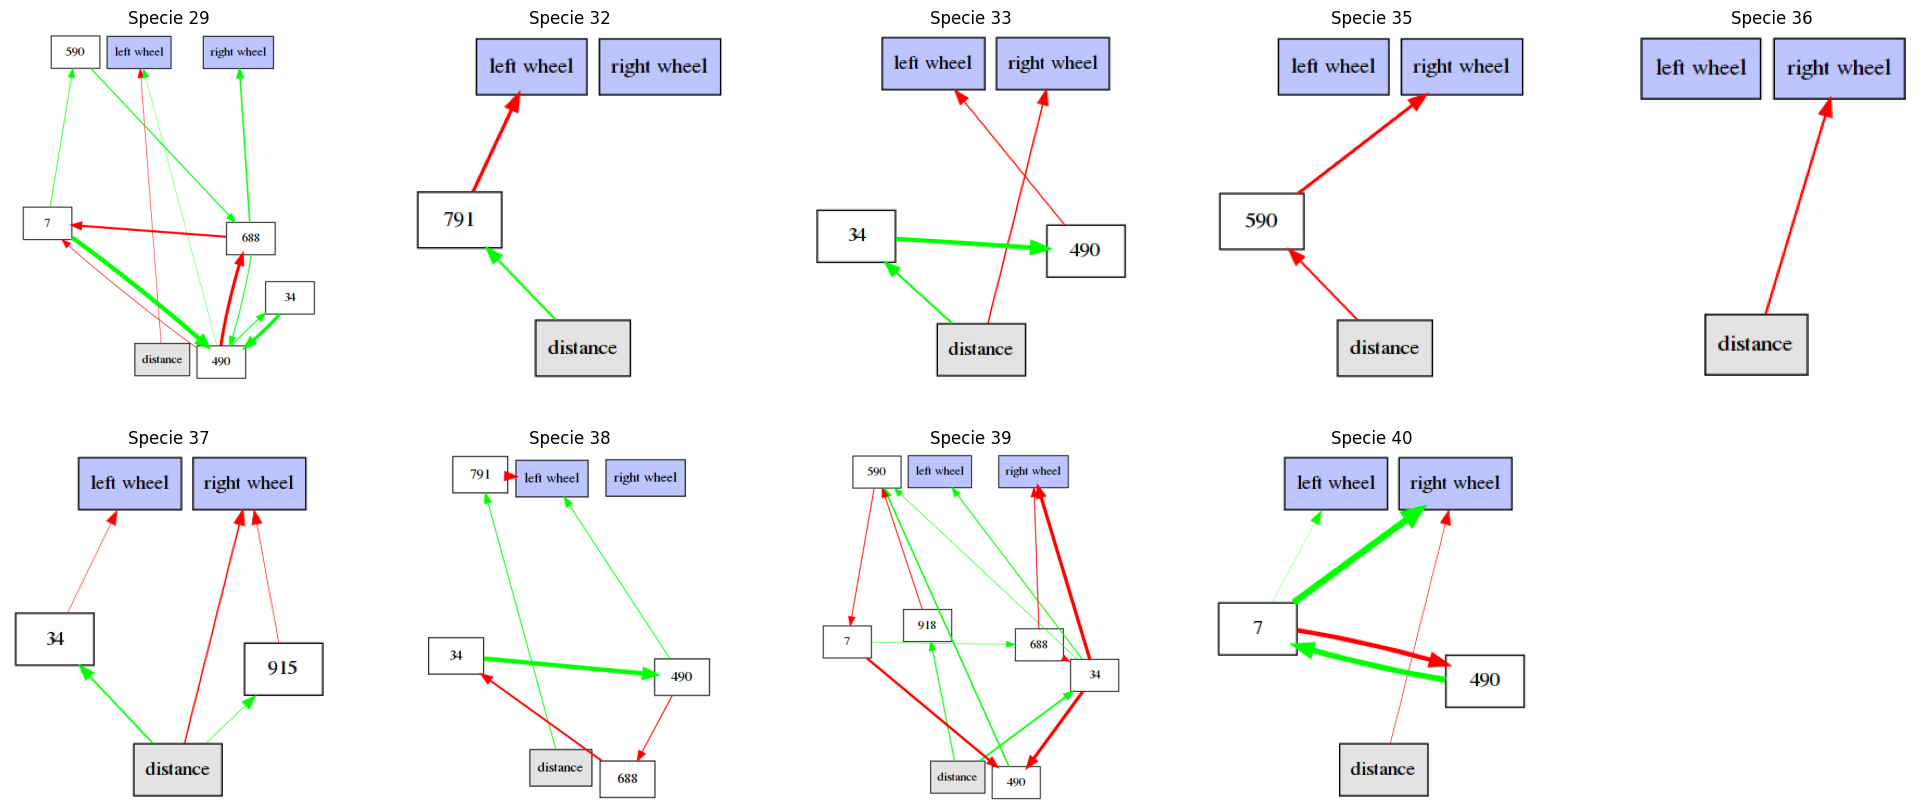 Specie 29
590
left wheel
right wheel
7
688
34
distance
490
Specie 32
left wheel
right wheel
791
distance
Specie 33
left wheel
right wheel
34
490
distance
Specie 35
left wheel
right wheel
590
distance
Specie 36
left wheel
right wheel
distance
Specie 37
left wheel
right wheel
34
915
distance
Specie 38
791
left wheel
right wheel
34
490
distance
688
Specie 39
590
left wheel
right wheel
918
7
688
34
distance
490
Specie 40
left wheel
right wheel
7
490
distance